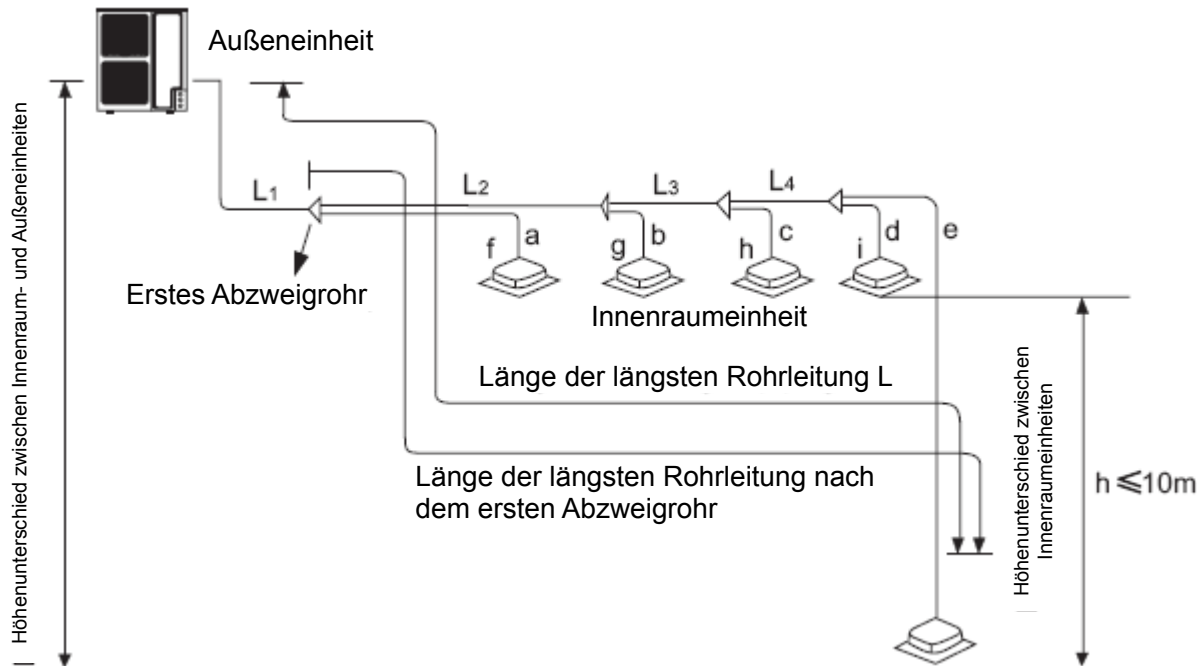 Außeneinheit
Höhenunterschied zwischen Innenraum- und Außeneinheiten
L1
L2
L3
L4
f
a
g
b
h
c
i
d
e
Erstes Abzweigrohr
Innenraumeinheit
Länge der längsten Rohrleitung L
Länge der längsten Rohrleitung nach
dem ersten Abzweigrohr
Höhenunterschied zwischen
Innenraumeinheiten
h ⩽10m